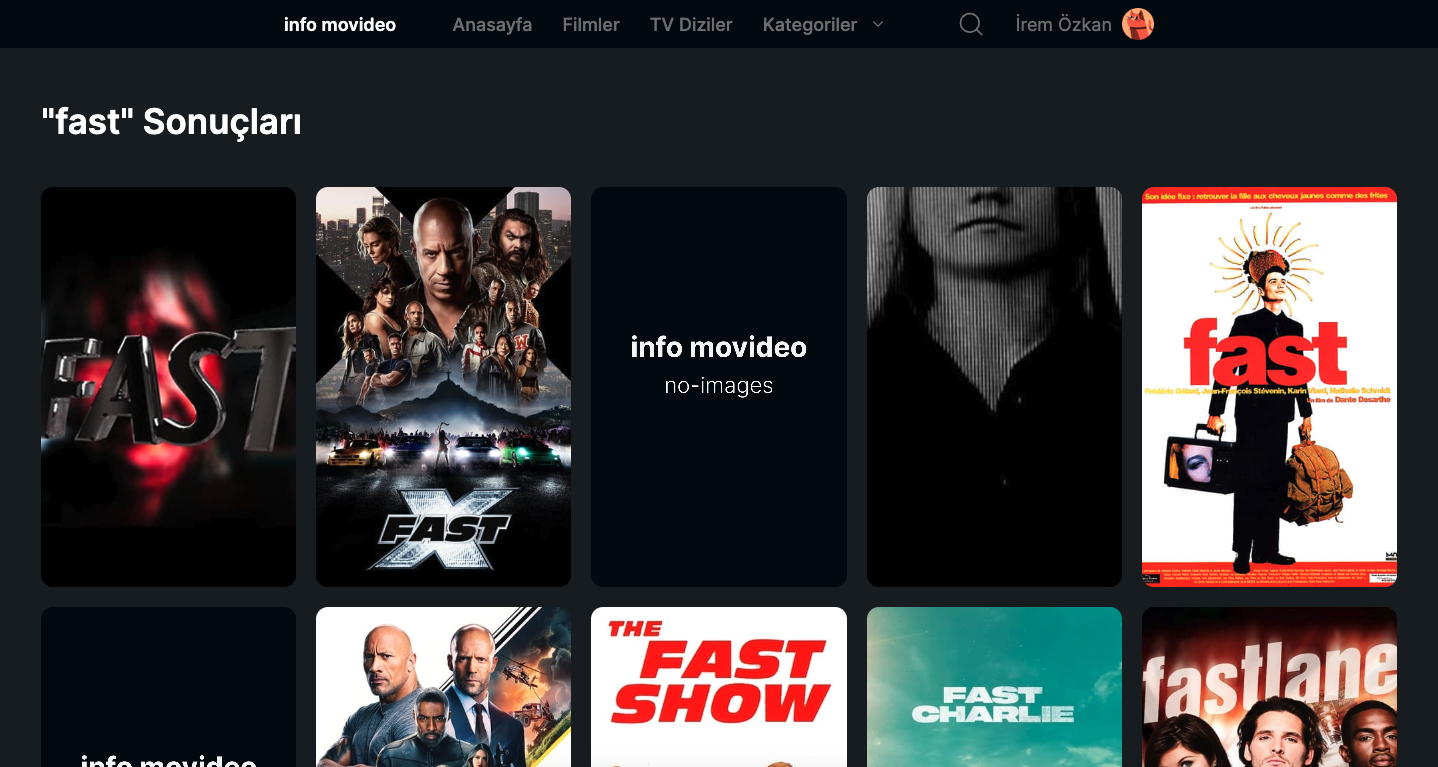 info movideo Anasayfa Filmler TV Diziler Kategoriler İrem Özkan
"fast" Sonuçları
FAST
FAST X
info movideo
no-images
Son idée fixe : retrouver la fille aux cheveux jaunes comme des frites
fast
Frédéric Gélard, Jean-François Stévenin, Karin Viard, Nathalie Schmidt
Un film de Dante Desarthe
info movideo
THE
FAST
SHOW
FAST
CHARLIE
fastlane